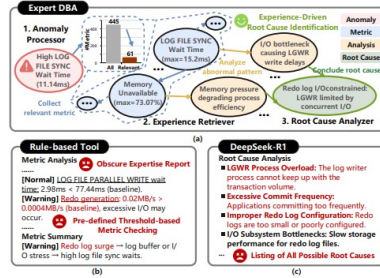 Expert DBA
1. Anomaly
Processor
High LOG
FILE SYNC
Wait Time
(11.14ms)
Collect
relevant metric
#Metric
445
61
All Relevant
LOG FILE SYNC
Wait Time
(max=15.2ms)
Memory
Unavailable
(max=73.07%)
2. Experience Retriever
Experience-Driven
Root Cause Identification
I/O bottleneck
causing LGWR
write delays
Analyze
abnormal pattern
Memory pressure
degrading process
efficiency
Conclude root cause
Redo log I/Oconstrained:
LGWR limited by
concurrent I/O
3. Root Cause Analyzer
Anomaly
Metric
Analysis
Root Cause
(a)
Rule-based Tool
Metric Analysis
Obscure Expertise Report
......
[Normal] LOG FILE PARALLEL WRITE wait
time: 2.98ms < 77.44ms (baseline).
[Warning] Redo generation: 0.02MB/s >
0.0004MB/s (baseline), excessive I/O may
occur.
Pre-defined Threshold-based
Metric Checking
......
Metric Summary
[Warning] Redo log surge → log buffer or I/
O stress → high log file sync waits.
(b)
DeepSeek-R1
Root Cause Analysis
LGWR Process Overload: The log writer
process cannot keep up with the
transaction volume.
Excessive Commit Frequency:
Applications committing too frequently.
Improper Redo Log Configuration: Redo
logs are too small or poorly configured.
I/O Subsystem Bottlenecks: Slow storage
performance for redo log files.
......
Listing of All Possible Root Causes
(c)